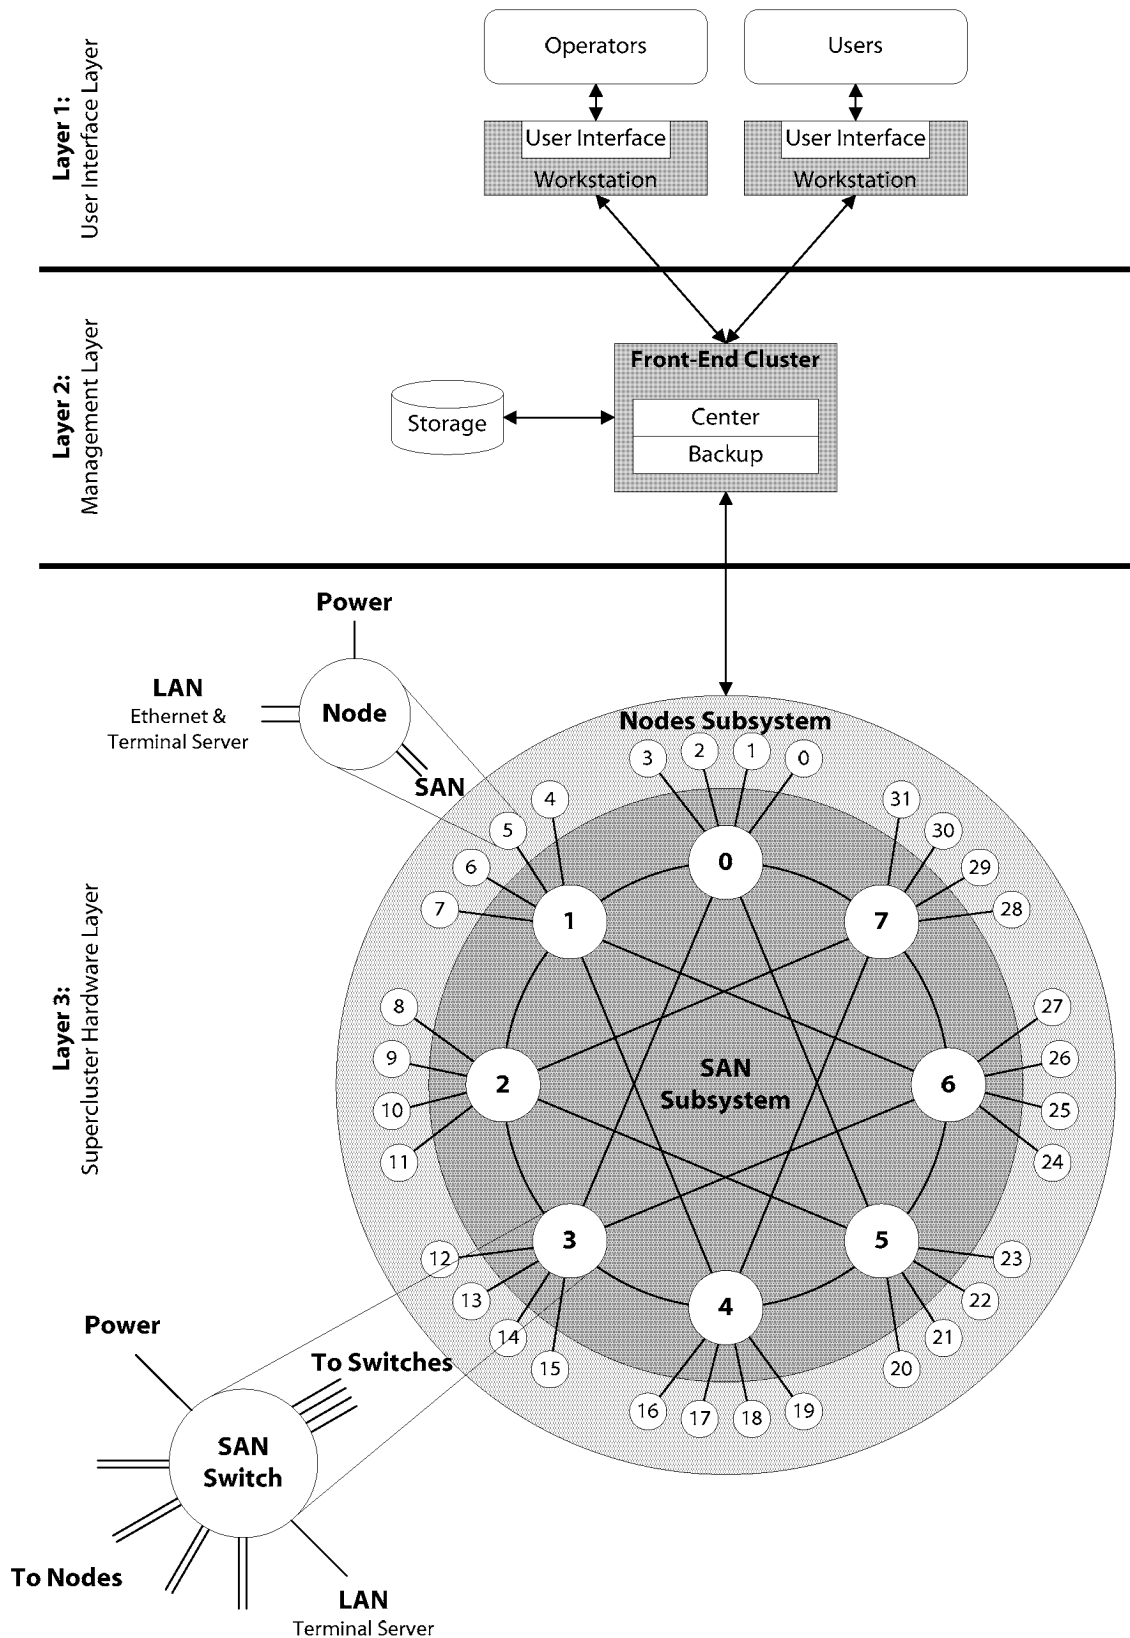 Layer 1:
User Interface Layer
Operators
Users
User Interface
Workstation
User Interface
Workstation
Layer 2:
Management Layer
Front-End Cluster
Center
Backup
Storage
Layer 3:
Supercluster Hardware Layer
Power
LAN
Ethernet &
Terminal Server
Node
SAN
Nodes Subsystem
3
2
1
0
4
5
6
7
31
30
29
28
0
1
7
8
9
10
11
27
26
25
24
2
SAN
Subsystem
6
3
5
4
12
13
14
15
16
17
18
19
20
21
22
23
Power
To Switches
SAN
Switch
To Nodes
LAN
Terminal Server